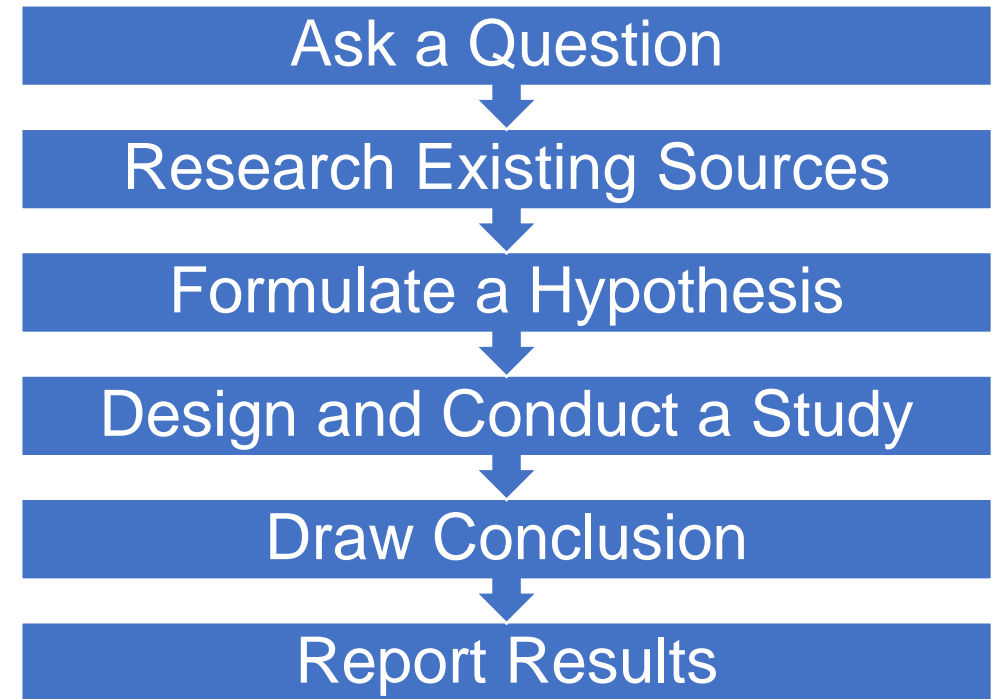 Ask a Question
Research Existing Sources
Formulate a Hypothesis
Design and Conduct a Study
Draw Conclusion
Report Results